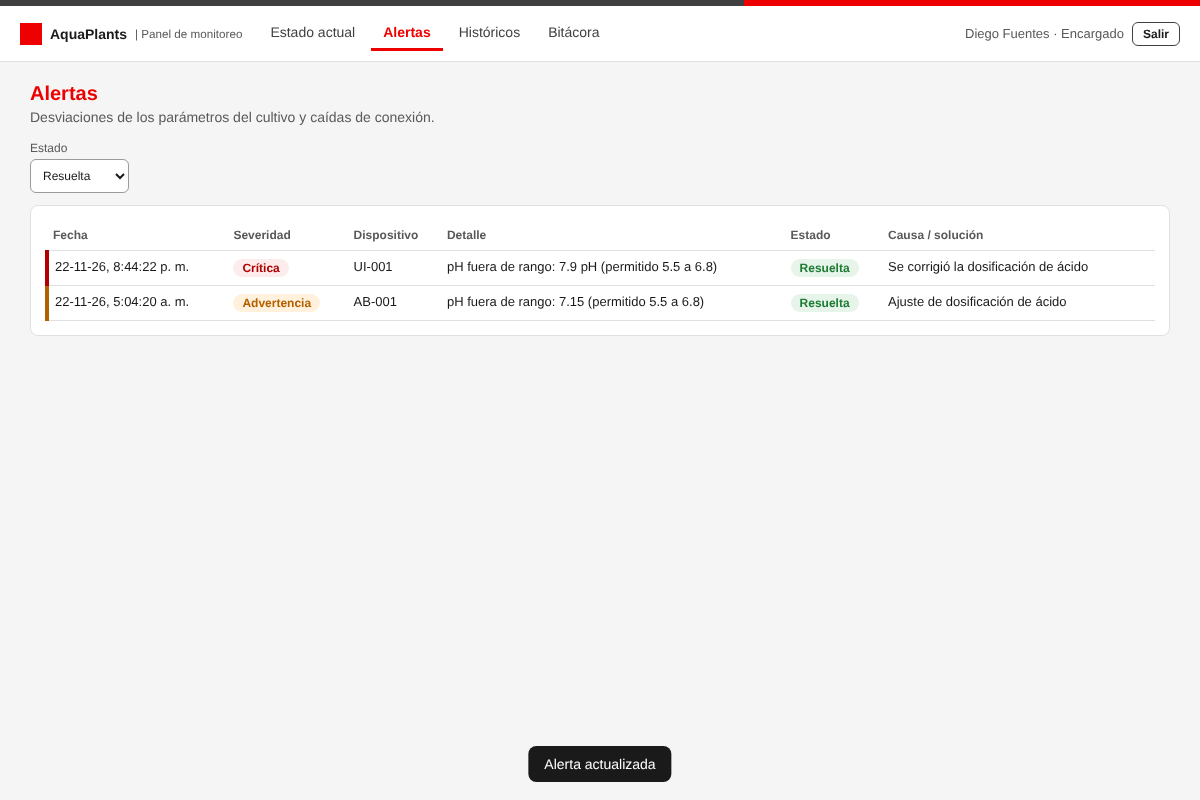 AquaPlants | Panel de monitoreo Estado actual Alertas Históricos Bitácora Diego Fuentes · Encargado Salir
Alertas
Desviaciones de los parámetros del cultivo y caídas de conexión.
Estado
Resuelta
Fecha Severidad Dispositivo Detalle Estado Causa / solución
22-11-26, 8:44:22 p. m. Crítica UI-001 pH fuera de rango: 7.9 pH (permitido 5.5 a 6.8) Resuelta Se corrigió la dosificación de ácido
22-11-26, 5:04:20 a. m. Advertencia AB-001 pH fuera de rango: 7.15 (permitido 5.5 a 6.8) Resuelta Ajuste de dosificación de ácido
Alerta actualizada